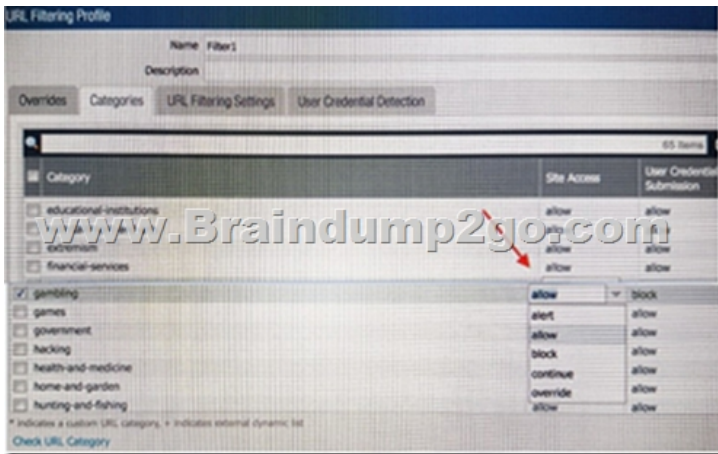 URL Filtering Profile
Name Filter1
Description
Overrides Categories URL Filtering Settings User Credential Detection
65 items
Category Site Access User Credential Submission
educational-institutions allow allow
www.Braindump2go.com
extremism allow allow
financial-services allow allow
gambling allow block
games alert allow
government allow allow
hacking block allow
health-and-medicine continue allow
home-and-garden override allow
hunting-and-fishing allow allow
* indicates a custom URL category, + indicates external dynamic list
Check URL Category